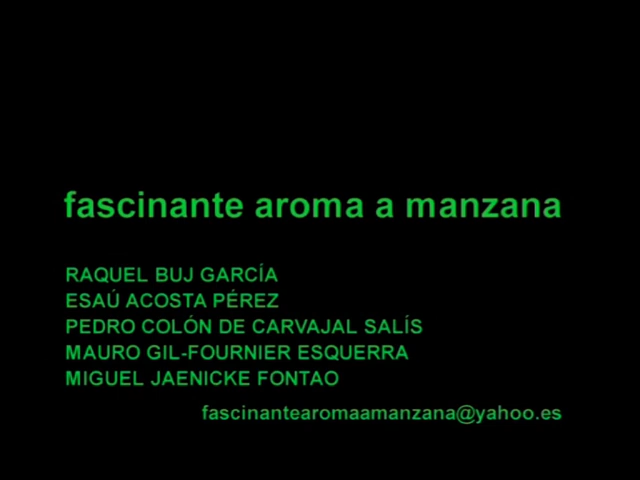 fascinante aroma a manzana
RAQUEL BUJ GARCÍA
ESAÚ ACOSTA PÉREZ
PEDRO COLÓN DE CARVAJAL SALÍS
MAURO GIL-FOURNIER ESQUERRA
MIGUEL JAENICKE FONTAO
fascinantearomaamanzana@yahoo.es